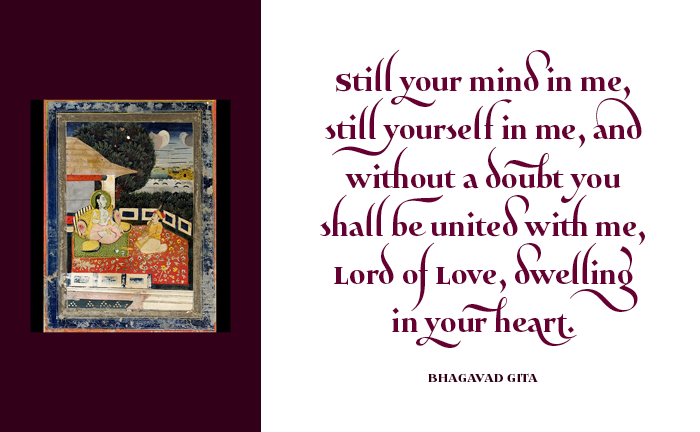 Still your mind in me,
still yourself in me, and
without a doubt you
shall be united with me,
Lord of Love, dwelling
in your heart.
BHAGAVAD GITA